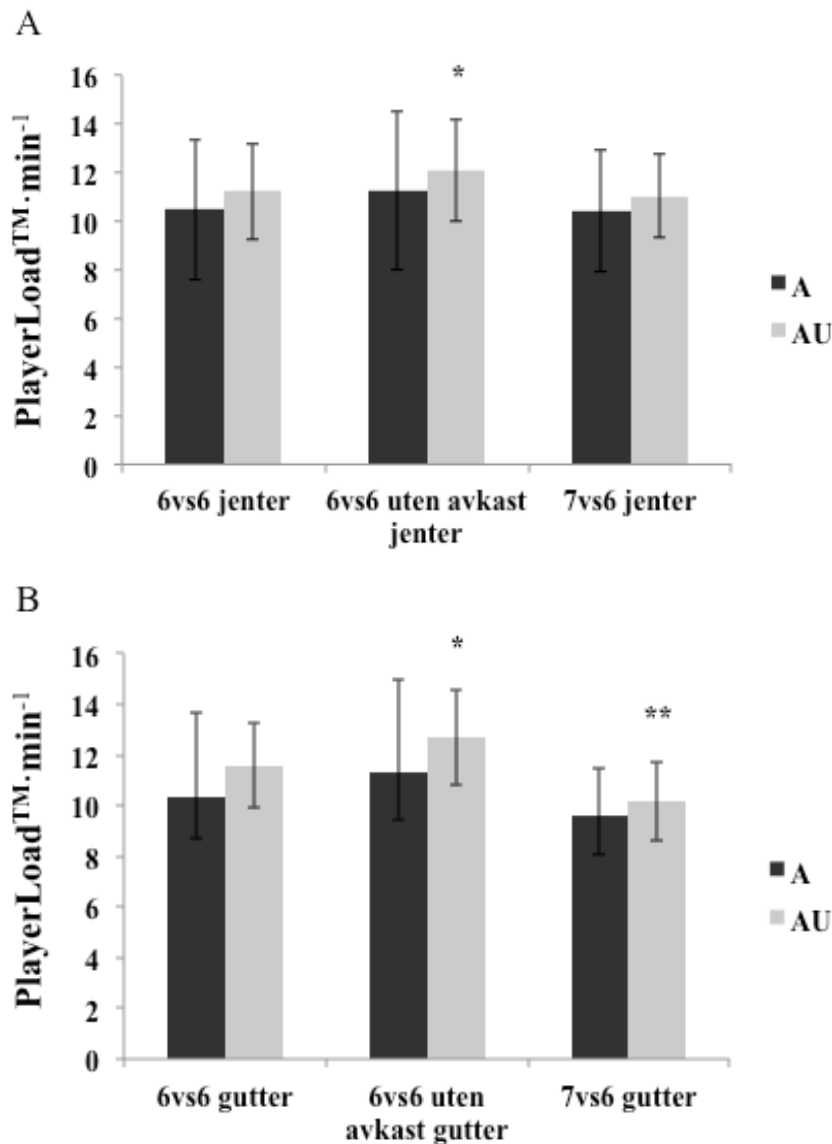 A
*
16
14
12
10
8
6
4
2
0
PlayerLoad™·min⁻¹
A
AU
6vs6 jenter
6vs6 uten avkast
jenter
7vs6 jenter
B
*
**
16
14
12
10
8
6
4
2
0
PlayerLoad™·min⁻¹
A
AU
6vs6 gutter
6vs6 uten
avkast gutter
7vs6 gutter